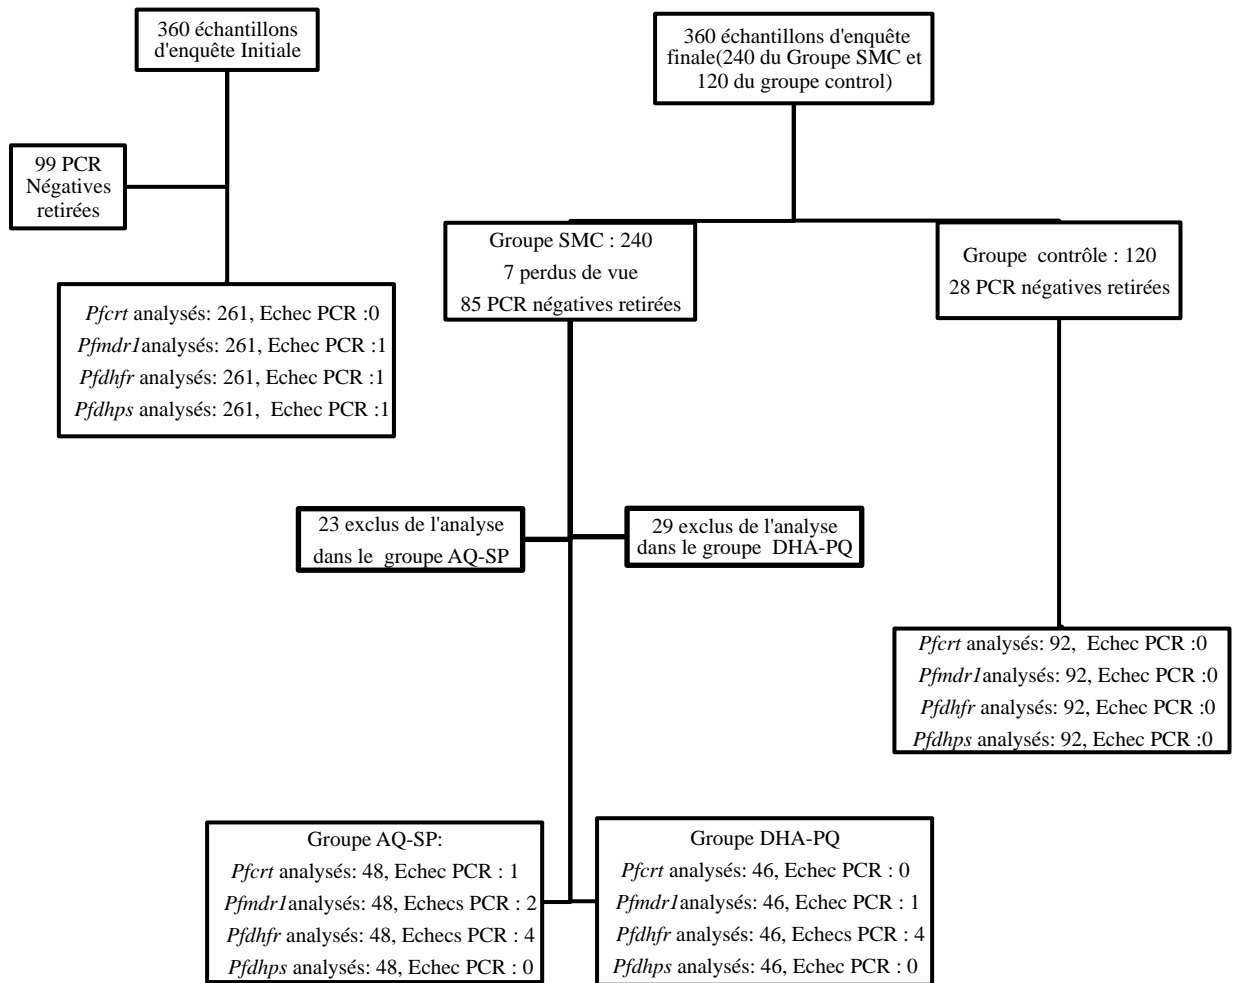 360 échantillons
d'enquête Initiale
360 échantillons d'enquête
finale(240 du Groupe SMC et
120 du groupe control)
99 PCR
Négatives
retirées
Groupe SMC : 240
7 perdus de vue
85 PCR négatives retirées
Groupe contrôle : 120
28 PCR négatives retirées
Pfcrt analysés: 261, Echec PCR :0
Pfmdr1analysés: 261, Echec PCR :1
Pfdhfr analysés: 261, Echec PCR :1
Pfdhps analysés: 261, Echec PCR :1
23 exclus de l'analyse
dans le groupe AQ-SP
29 exclus de l'analyse
dans le groupe DHA-PQ
Pfcrt analysés: 92, Echec PCR :0
Pfmdr1analysés: 92, Echec PCR :0
Pfdhfr analysés: 92, Echec PCR :0
Pfdhps analysés: 92, Echec PCR :0
Groupe AQ-SP:
Pfcrt analysés: 48, Echec PCR : 1
Pfmdr1analysés: 48, Echecs PCR : 2
Pfdhfr analysés: 48, Echecs PCR : 4
Pfdhps analysés: 48, Echec PCR : 0
Groupe DHA-PQ
Pfcrt analysés: 46, Echec PCR : 0
Pfmdr1analysés: 46, Echec PCR : 1
Pfdhfr analysés: 46, Echecs PCR : 4
Pfdhps analysés: 46, Echec PCR : 0